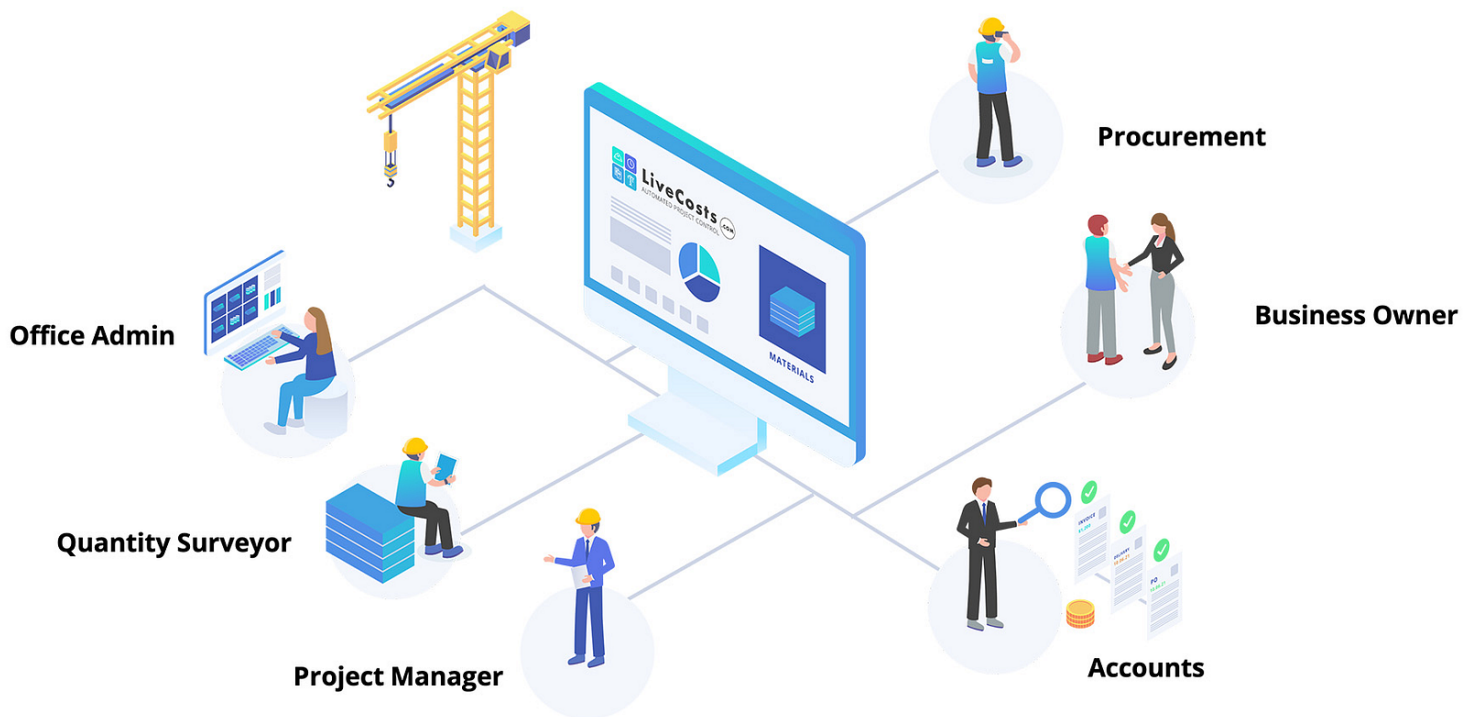 Procurement
LiveCosts
.COM
AUTOMATED PROJECT CONTROL
MATERIALS
Business Owner
Office Admin
INVOICE
DELIVERY
PO
Quantity Surveyor
Project Manager
Accounts